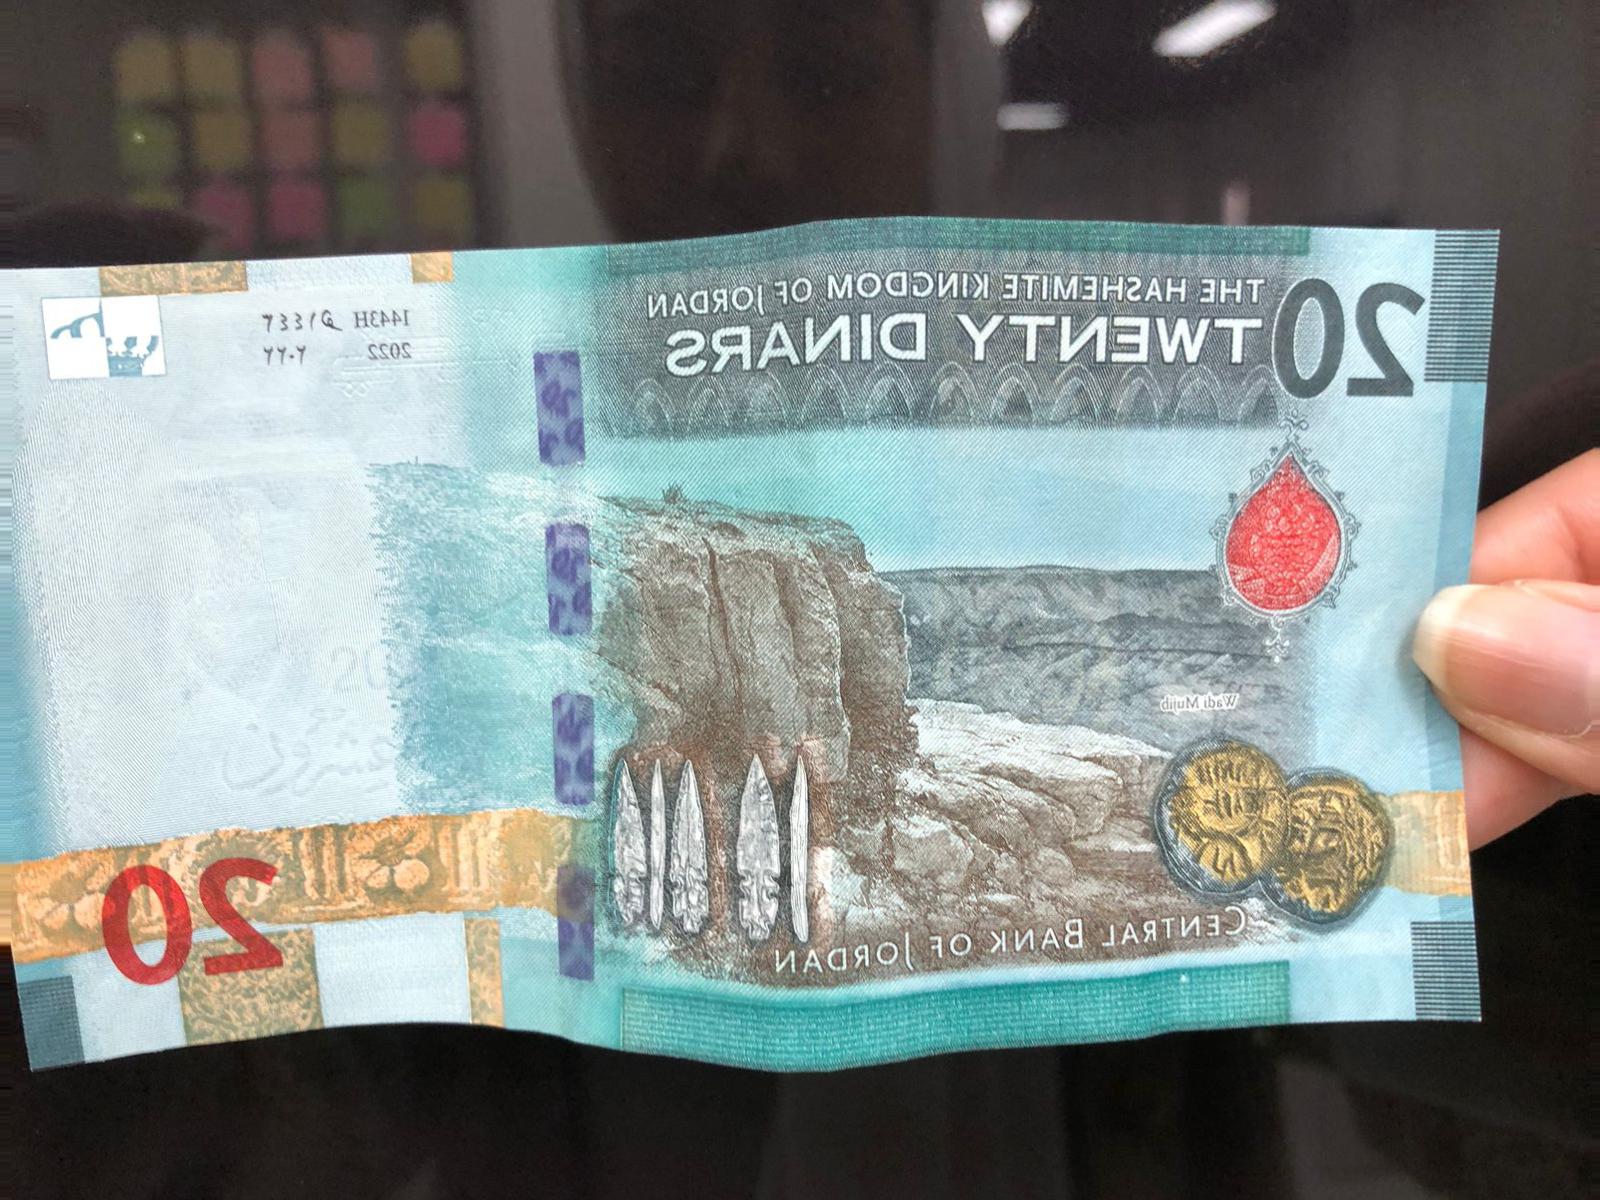 THE HASHEMITE KINGDOM OF JORDAN
TWENTY DINARS
20
1443H ١٤٤٣هـ
2022 ٢٠٢٢
Wadi Mujib
عشرون
CENTRAL BANK OF JORDAN
20